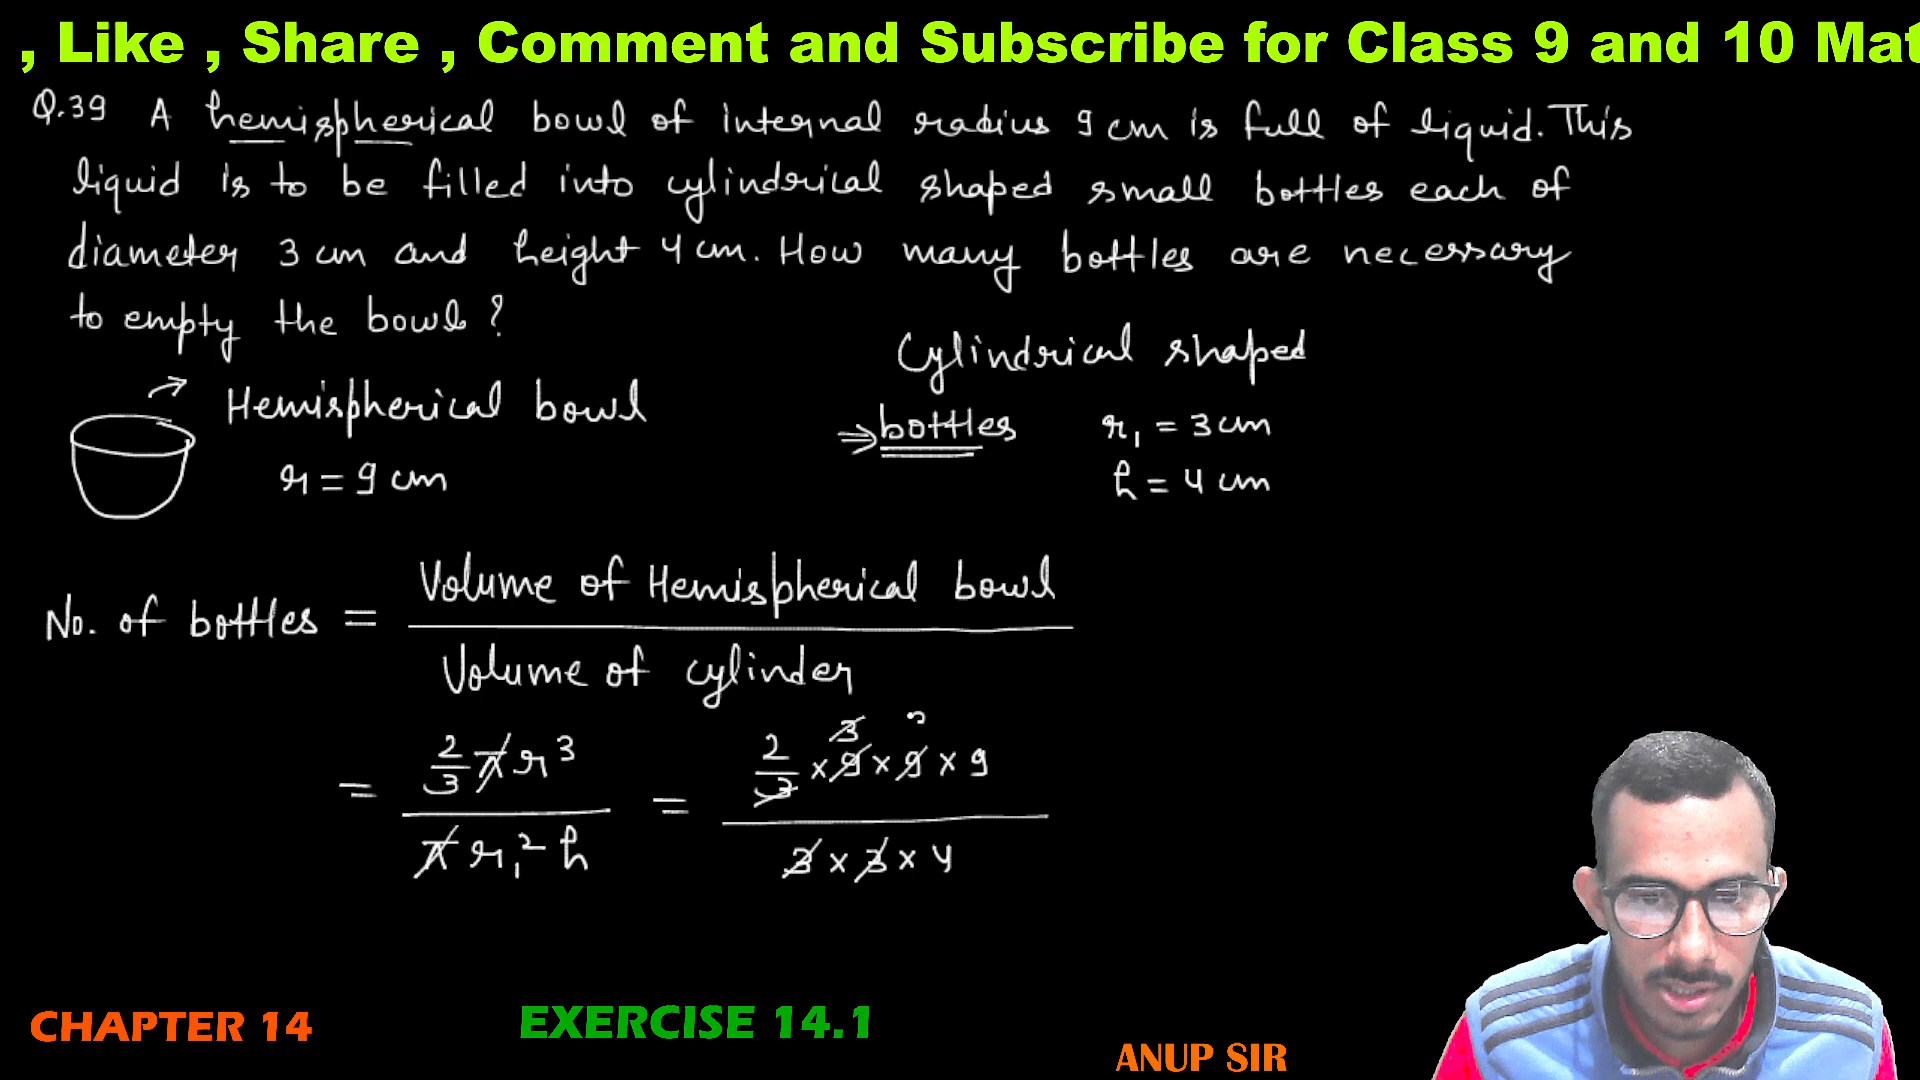 , Like , Share , Comment and Subscribe for Class 9 and 10 Mat
Q.39 A hemispherical bowl of internal radius 9 cm is full of liquid. This
liquid is to be filled into cylindrical shaped small bottles each of
diameter 3 cm and height 4 cm. How many bottles are necessary
to empty the bowl ?
Hemispherical bowl
r = 9 cm
Cylindrical shaped
⇒ bottles r₁ = 3 cm
h = 4 cm
No. of bottles = Volume of Hemispherical bowl
Volume of cylinder
= 2/3 π r³ / π r₁² h = 2/3 × 9 × 9 × 9 / 3 × 3 × 4
3
CHAPTER 14
EXERCISE 14.1
ANUP SIR